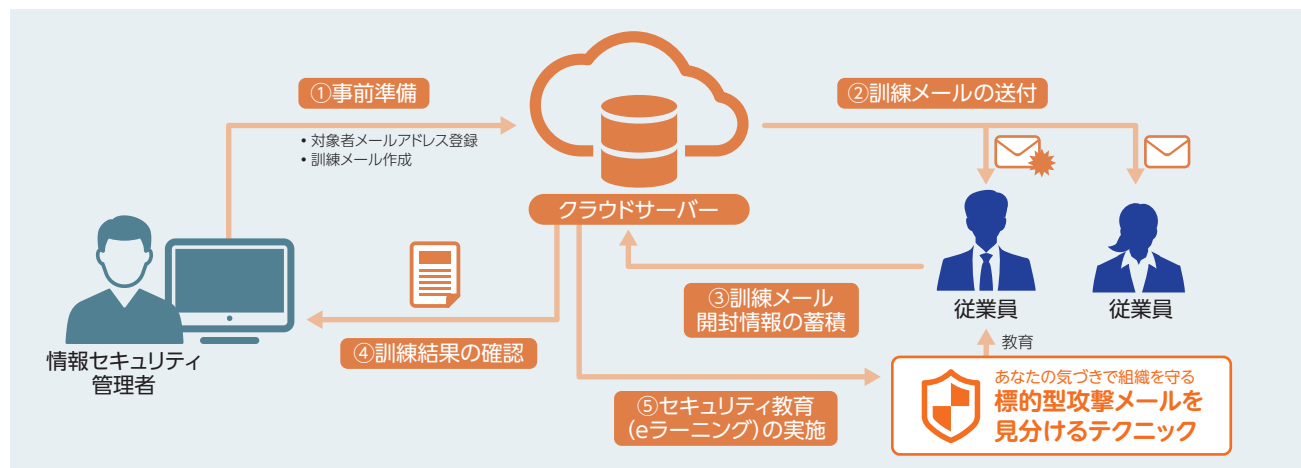 ①事前準備
• 対象者メールアドレス登録
• 訓練メール作成
クラウドサーバー
②訓練メールの送付
従業員
従業員
③訓練メール
開封情報の蓄積
情報セキュリティ
管理者
④訓練結果の確認
⑤セキュリティ教育
(eラーニング)の実施
教育
あなたの気づきで組織を守る
標的型攻撃メールを
見分けるテクニック